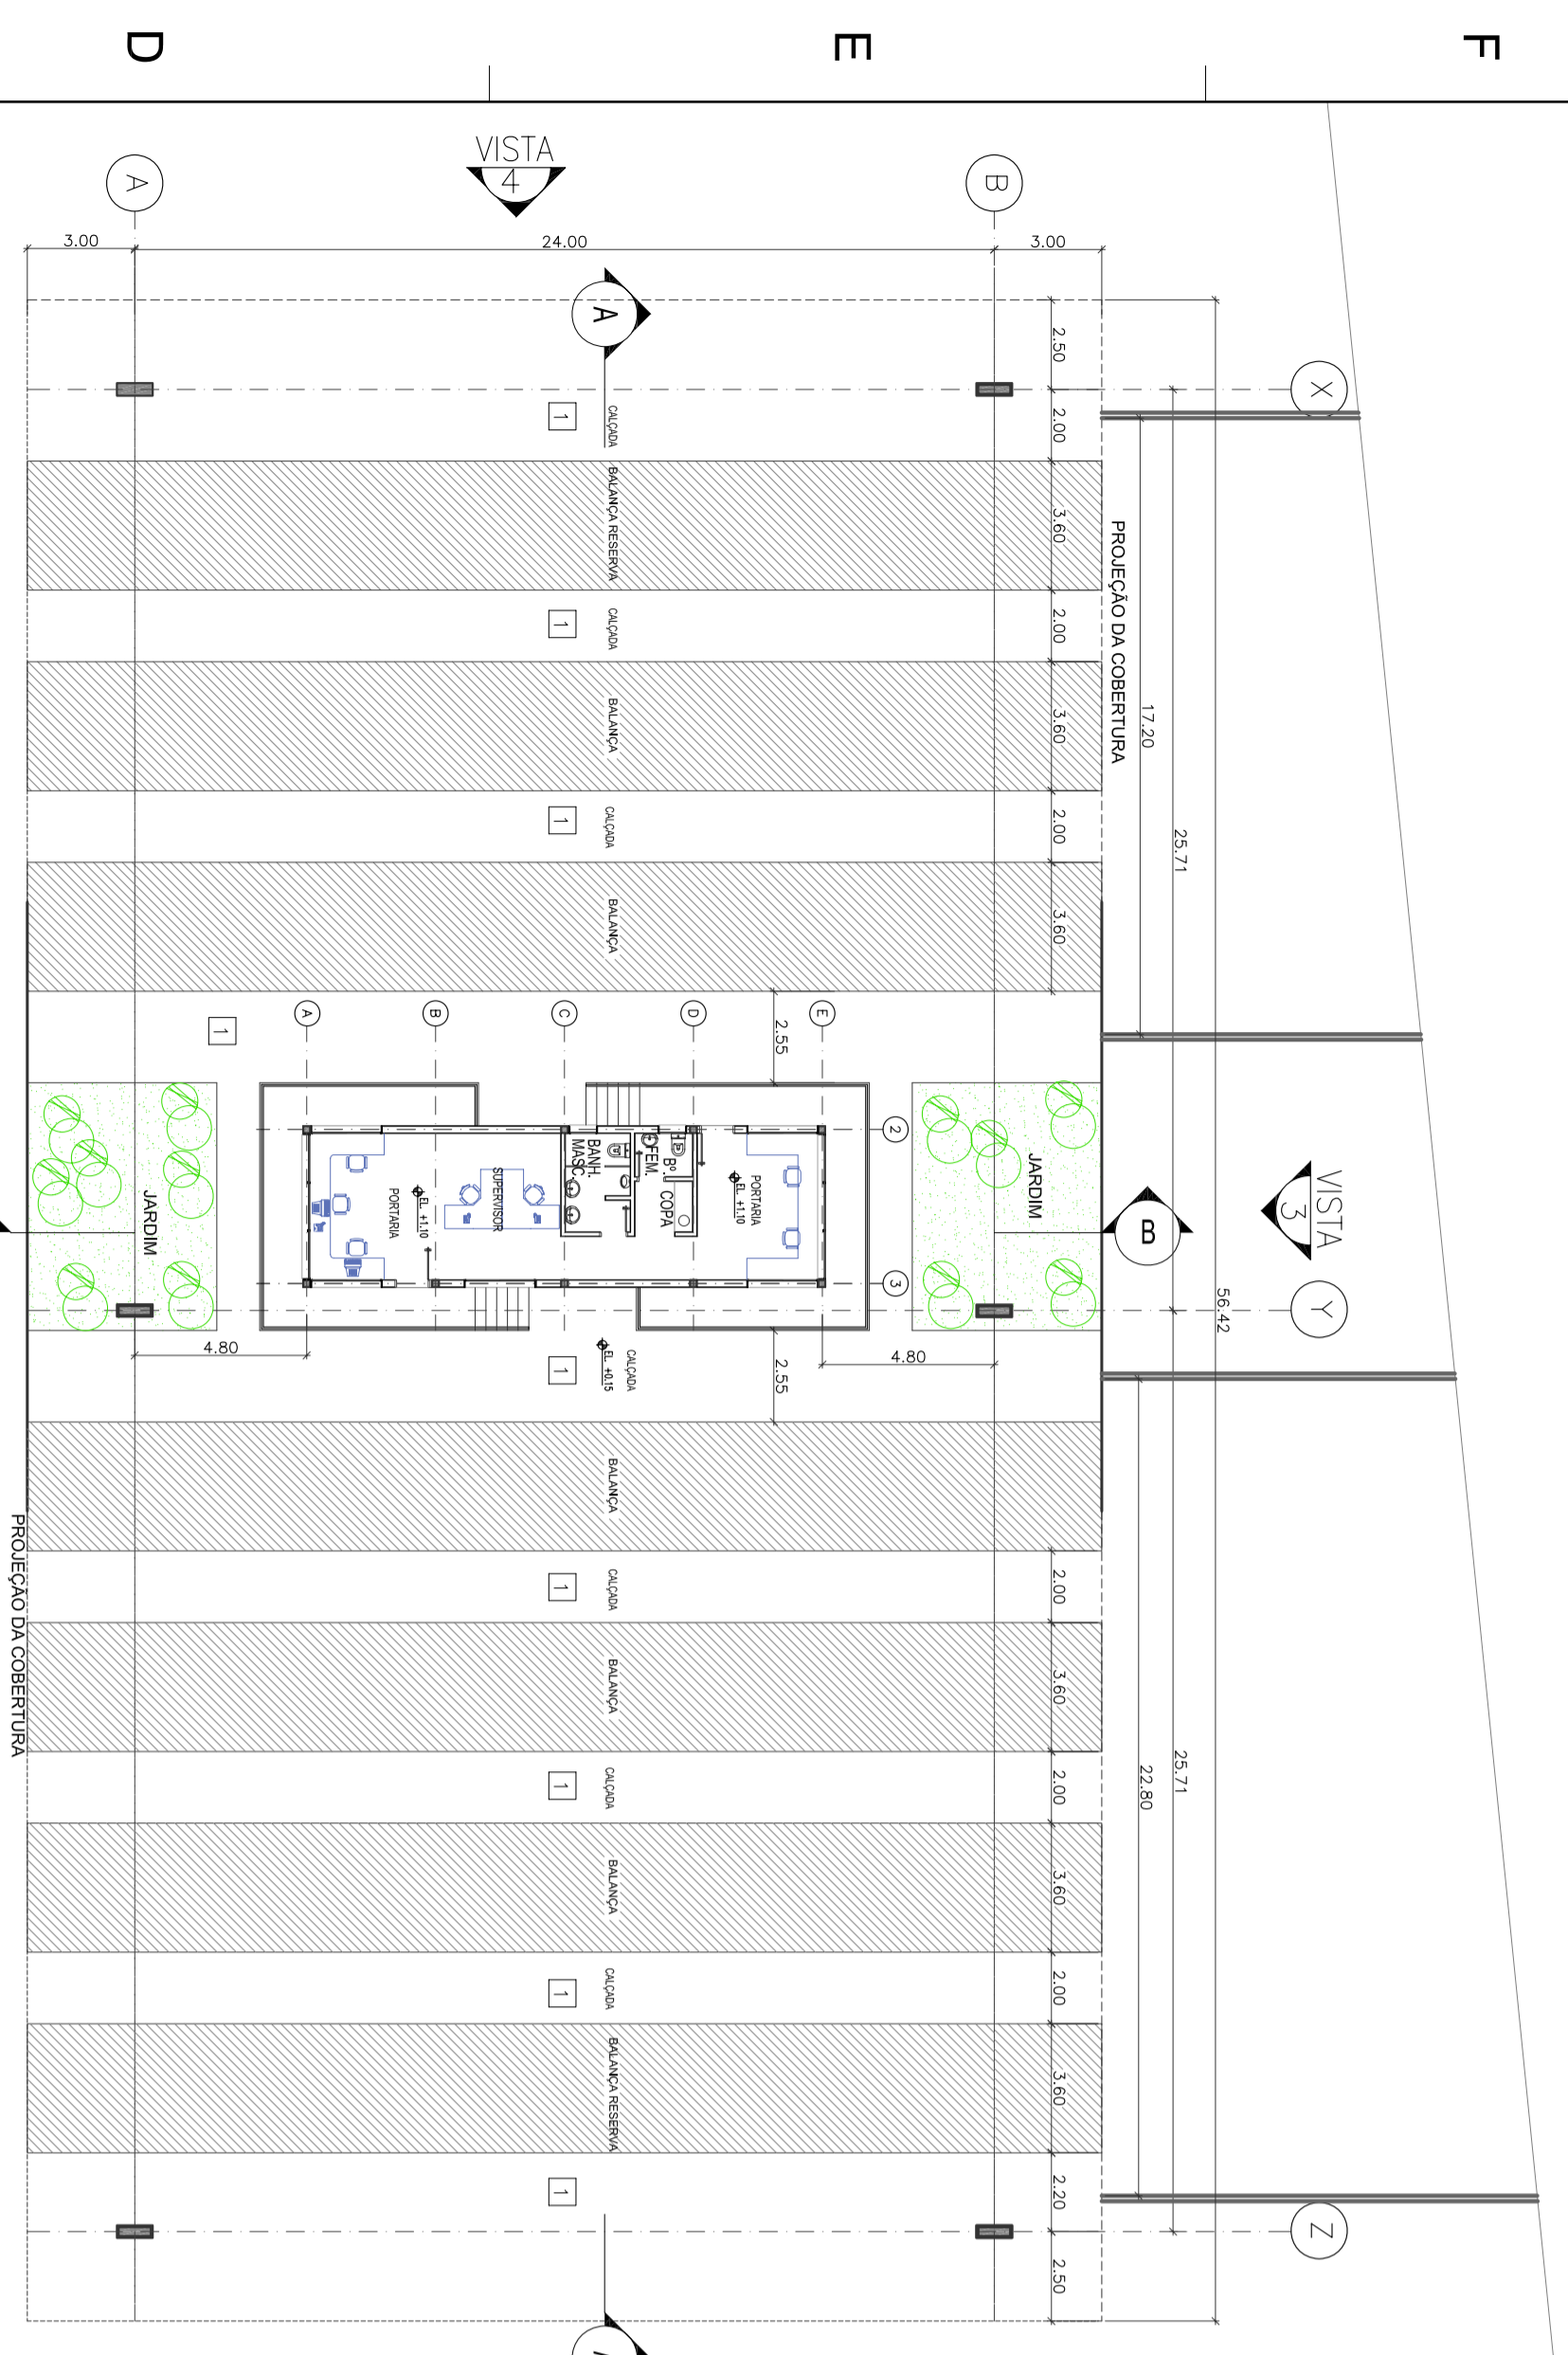 D
E
F
VISTA
4
A
B
3.00
24.00
3.00
A
X
2.50
2.00
CALÇADA
1
BALANÇA RESERVA
3.60
PROJEÇÃO DA COBERTURA
17.20
CALÇADA
1
2.00
BALANÇA
3.60
CALÇADA
1
2.00
25.71
BALANÇA
3.60
A
B
C
D
E
1
2.55
2
JARDIM
JARDIM
BANH.
MASC.
Bº.
FEM.
COPA
PORTARIA
EL. +1.10
SUPERVISOR
PORTARIA
EL. +1.10
B
VISTA
3
3
Y
56.42
4.80
4.80
CALÇADA
EL. +0.15
1
2.55
BALANÇA
PROJEÇÃO DA COBERTURA
CALÇADA
1
2.00
BALANÇA
3.60
CALÇADA
1
2.00
25.71
22.80
BALANÇA
3.60
CALÇADA
1
2.00
BALANÇA RESERVA
3.60
1
2.20
Z
2.50